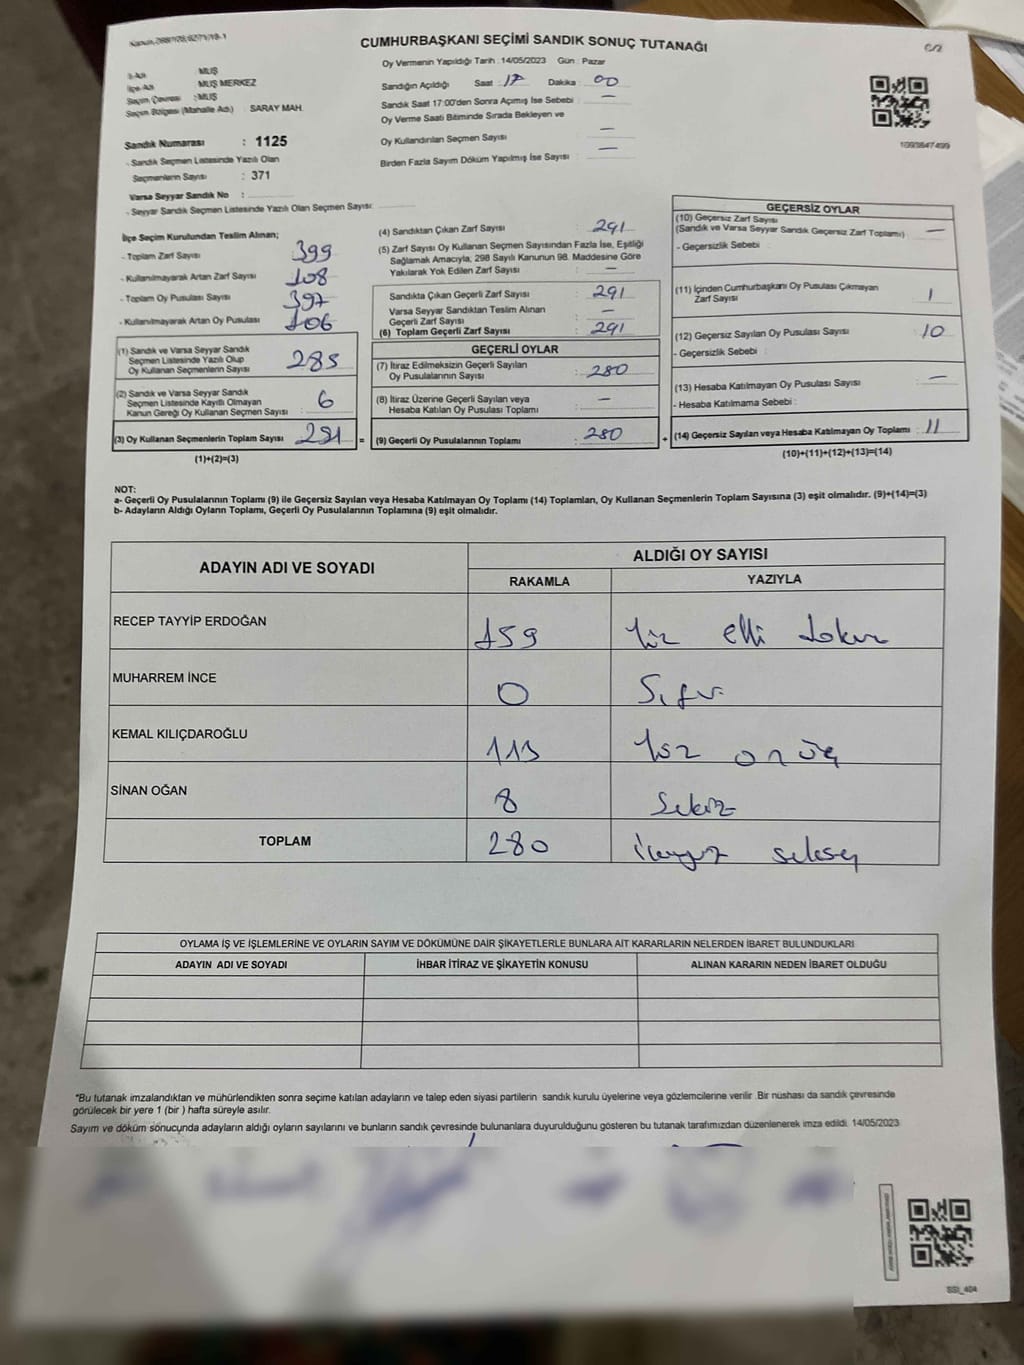 CUMHURBAŞKANI SEÇİMİ SANDIK SONUÇ TUTANAĞI
İl Adı : MUŞ
İlçe Adı : MUŞ MERKEZ
Seçim Çevresi : MUŞ
Seçim Bölgesi (Mahalle Adı) : SARAY MAH.
Sandık Numarası : 1125
- Sandık Seçmen Listesinde Yazılı Olan
Seçmenlerin Sayısı : 371
Varsa Seyyar Sandık No :
- Seyyar Sandık Seçmen Listesinde Yazılı Olan Seçmen Sayısı:
Oy Vermenin Yapıldığı Tarih : 14/05/2023 Gün : Pazar
Sandığın Açıldığı Saat : 17 Dakika : 00
Sandık Saat 17:00'den Sonra Açımış İse Sebebi : —
Oy Verme Saati Bitiminde Sırada Bekleyen ve
Oy Kullandırılan Seçmen Sayısı : —
Birden Fazla Sayım Döküm Yapılmış İse Sayısı : —
1093847499
İlçe Seçim Kurulundan Teslim Alınan;
- Toplam Zarf Sayısı : 399
- Kullanılmayarak Artan Zarf Sayısı : 108
- Toplam Oy Pusulası Sayısı : 397
- Kullanılmayarak Artan Oy Pusulası : 106
(1) Sandık ve Varsa Seyyar Sandık
Seçmen Listesinde Yazılı Olup
Oy Kullanan Seçmenlerin Sayısı : 285
(2) Sandık ve Varsa Seyyar Sandık
Seçmen Listesinde Kayıtlı Olmayan
Kanun Gereği Oy Kullanan Seçmen Sayısı : 6
(3) Oy Kullanan Seçmenlerin Toplam Sayısı : 291 =
(1)+(2)=(3)
(4) Sandıktan Çıkan Zarf Sayısı : 291
(5) Zarf Sayısı Oy Kullanan Seçmen Sayısından Fazla İse, Eşitliği
Sağlamak Amacıyla, 298 Sayılı Kanunun 98. Maddesine Göre
Yakılarak Yok Edilen Zarf Sayısı : —
Sandıkta Çıkan Geçerli Zarf Sayısı : 291
Varsa Seyyar Sandıktan Teslim Alınan
Geçerli Zarf Sayısı : —
(6) Toplam Geçerli Zarf Sayısı : 291
GEÇERLİ OYLAR
(7) İtiraz Edilmeksizin Geçerli Sayılan
Oy Pusulalarının Sayısı : 280
(8) İtiraz Üzerine Geçerli Sayılan veya
Hesaba Katılan Oy Pusulası Toplamı : —
(9) Geçerli Oy Pusulalarının Toplamı : 280 +
GEÇERSİZ OYLAR
(10) Geçersiz Zarf Sayısı
(Sandık ve Varsa Seyyar Sandık Geçersiz Zarf Toplamı) : —
- Geçersizlik Sebebi :
(11) İçinden Cumhurbaşkanı Oy Pusulası Çıkmayan
Zarf Sayısı : 1
(12) Geçersiz Sayılan Oy Pusulası Sayısı : 10
- Geçersizlik Sebebi :
(13) Hesaba Katılmayan Oy Pusulası Sayısı : —
- Hesaba Katılmama Sebebi :
(14) Geçersiz Sayılan veya Hesaba Katılmayan Oy Toplamı : 11
(10)+(11)+(12)+(13)=(14)
NOT:
a- Geçerli Oy Pusulalarının Toplamı (9) ile Geçersiz Sayılan veya Hesaba Katılmayan Oy Toplamı (14) Toplamları, Oy Kullanan Seçmenlerin Toplam Sayısına (3) eşit olmalıdır. (9)+(14)=(3)
b- Adayların Aldığı Oyların Toplamı, Geçerli Oy Pusulalarının Toplamına (9) eşit olmalıdır.
ADAYIN ADI VE SOYADI
ALDIĞI OY SAYISI
RAKAMLA YAZIYLA
RECEP TAYYİP ERDOĞAN 159 Yüz elli dokuz
MUHARREM İNCE 0 Sıfır
KEMAL KILIÇDAROĞLU 113 Yüz on üç
SİNAN OĞAN 8 Sekiz
TOPLAM 280 İkiyüz seksen
OYLAMA İŞ VE İŞLEMLERİNE VE OYLARIN SAYIM VE DÖKÜMÜNE DAİR ŞİKAYETLERLE BUNLARA AİT KARARLARIN NELERDEN İBARET BULUNDUKLARI
ADAYIN ADI VE SOYADI İHBAR İTİRAZ VE ŞİKAYETİN KONUSU ALINAN KARARIN NEDEN İBARET OLDUĞU
*Bu tutanak imzalandıktan ve mühürlendikten sonra seçime katılan adayların ve talep eden siyasi partilerin sandık kurulu üyelerine veya gözlemcilerine verilir. Bir nüshası da sandık çevresinde
görülecek bir yere 1 (bir ) hafta süreyle asılır.
Sayım ve döküm sonucunda adayların aldığı oyların sayılarını ve bunların sandık çevresinde bulunanlara duyurulduğunu gösteren bu tutanak tarafımızdan düzenlenerek imza edildi. 14/05/2023
SSI_404